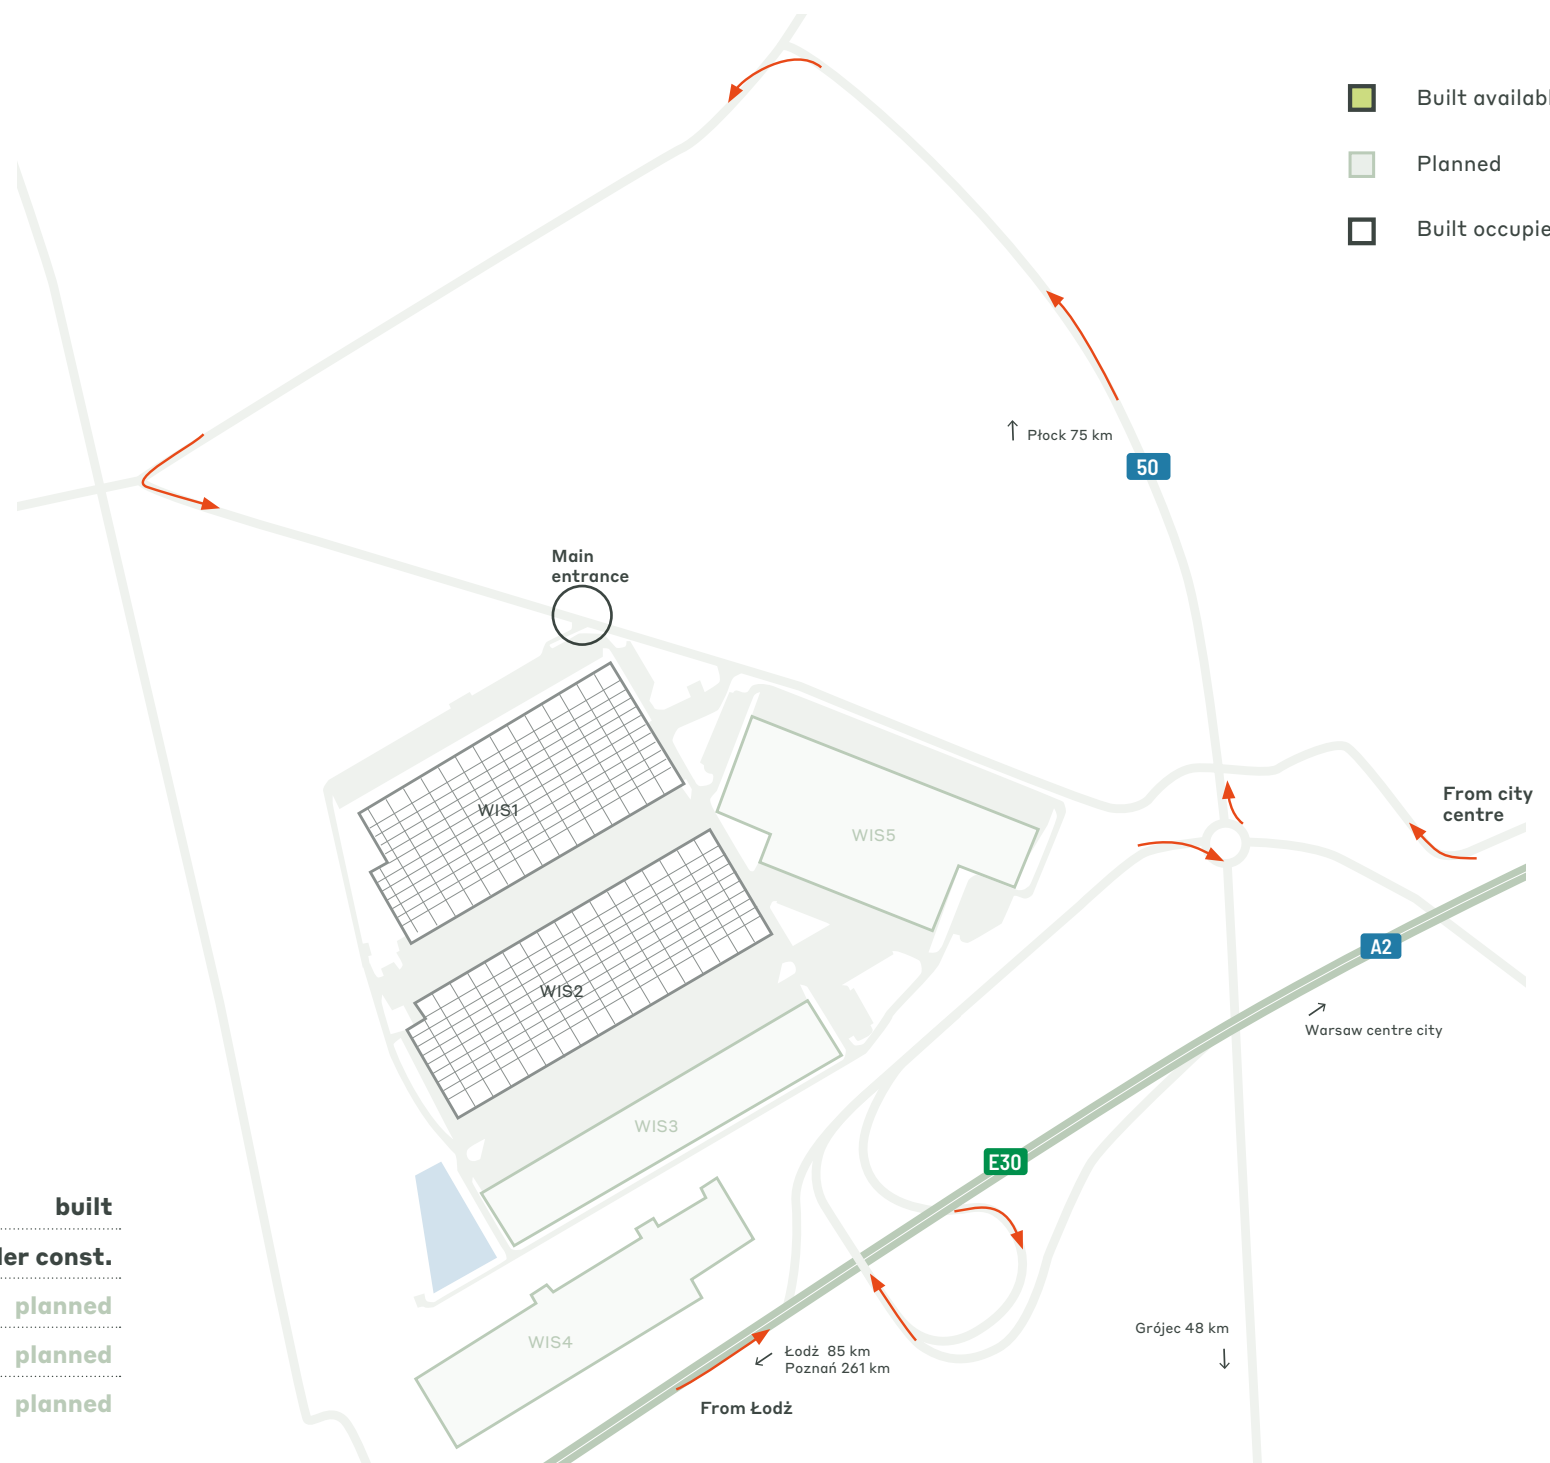 Built availabl
Planned
Built occupie
Płock 75 km
50
Main
entrance
WIS1
WIS5
From city
centre
A2
WIS2
Warsaw centre city
WIS3
E30
built
ler const.
planned
planned
planned
WIS4
Grójec 48 km
Łodż 85 km
Poznań 261 km
From Łodż